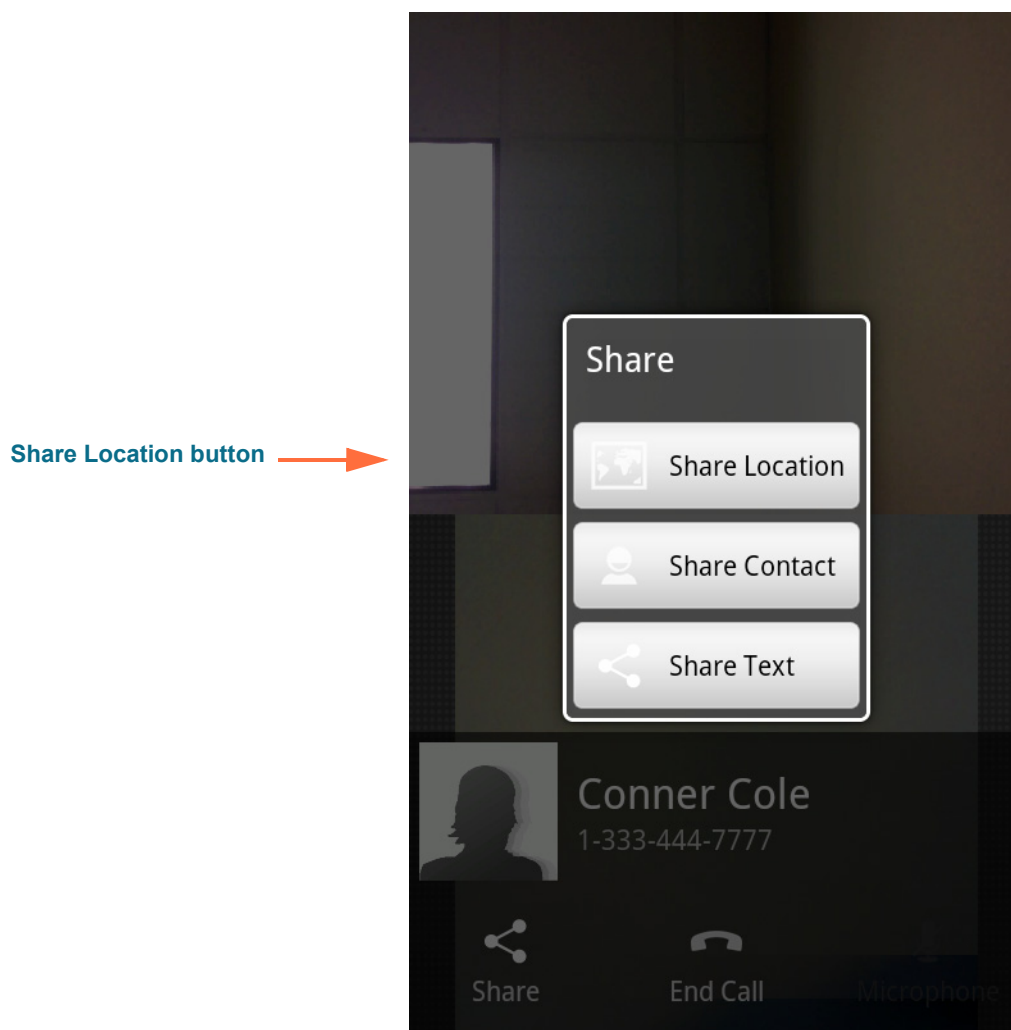 Share
Share Location button
Share Location
Share Contact
Share Text
Conner Cole
1-333-444-7777
Share
End Call
Microphone